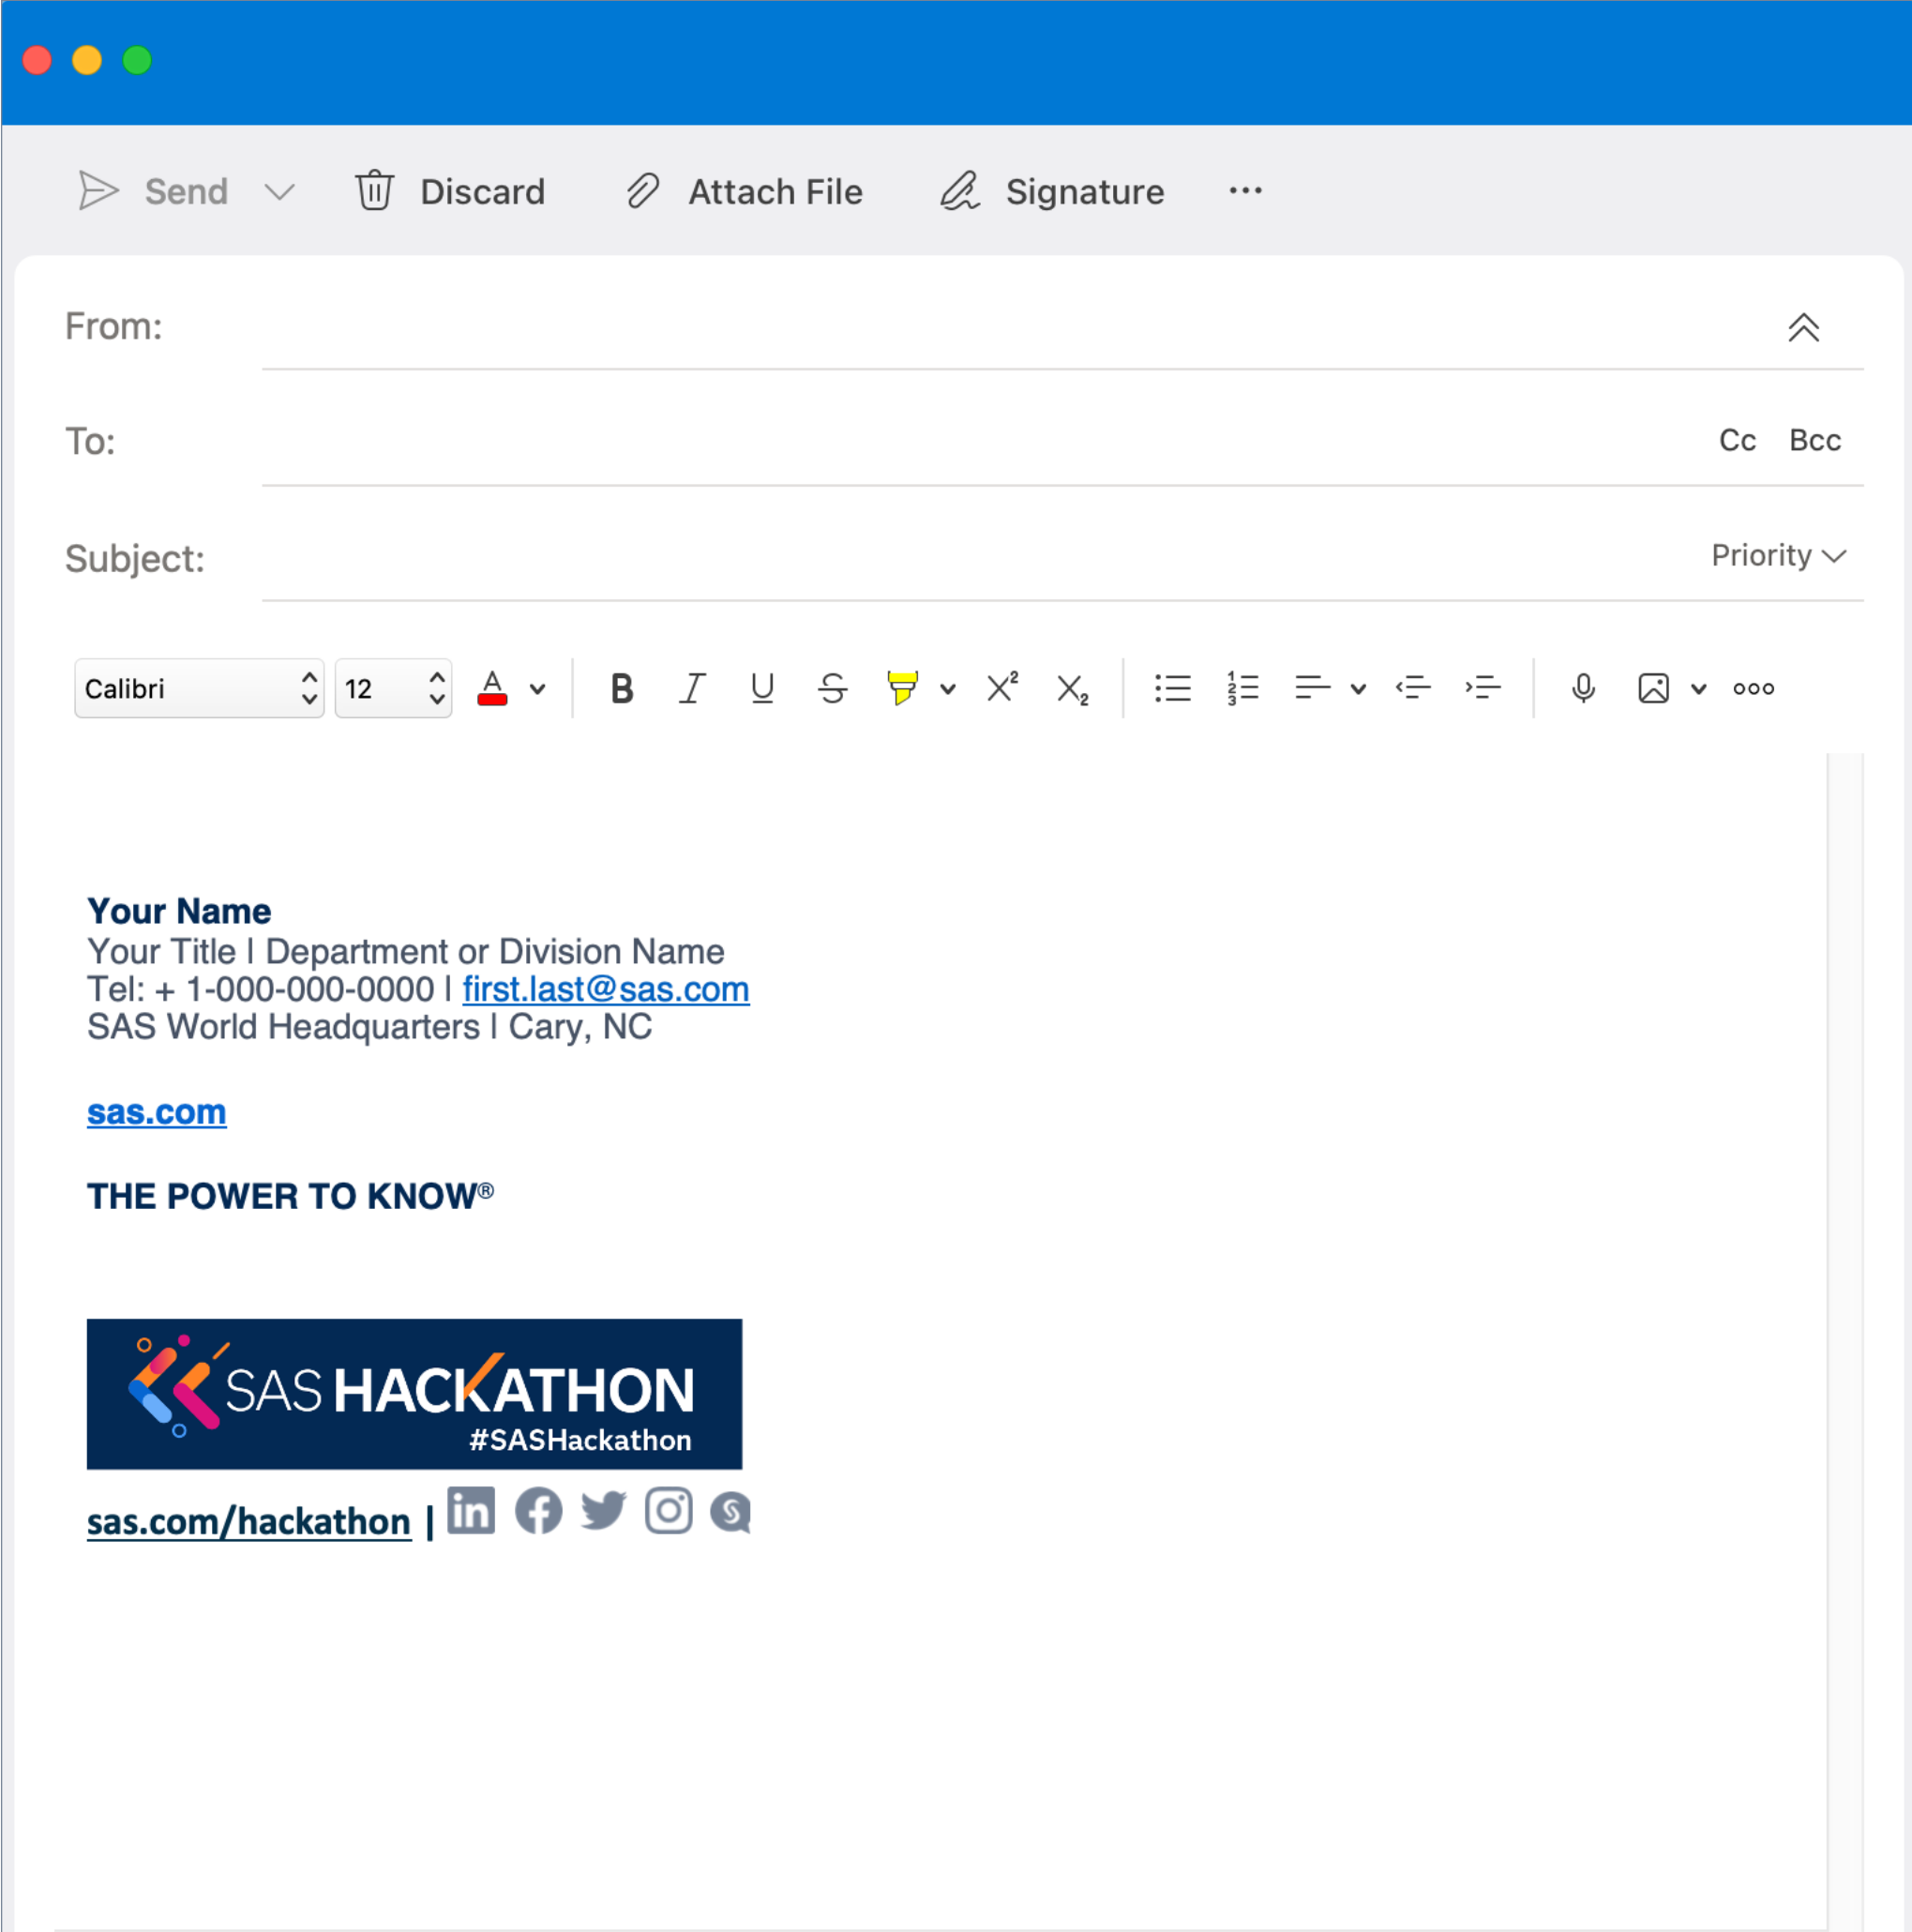 Send Discard Attach File Signature ...
From:
To: Cc Bcc
Subject: Priority
Calibri 12 A B I U S X² X₂
Your Name
Your Title | Department or Division Name
Tel: + 1-000-000-0000 | first.last@sas.com
SAS World Headquarters | Cary, NC
sas.com
THE POWER TO KNOW®
SAS HACKATHON
#SASHackathon
sas.com/hackathon |